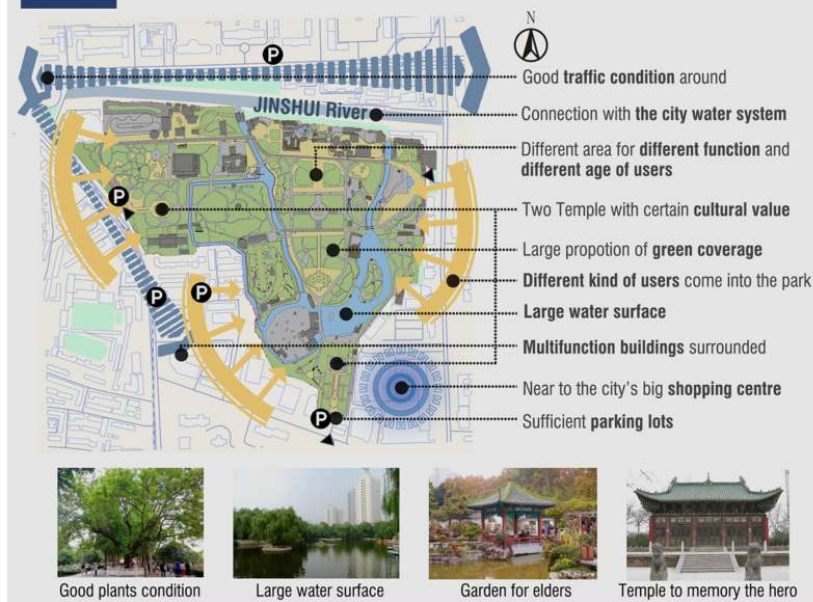 N
P
Good traffic condition around
JINSHUI River
Connection with the city water system
Different area for different function and
different age of users
P
Two Temple with certain cultural value
Large propotion of green coverage
Different kind of users come into the park
P
P
Large water surface
Multifunction buildings surrounded
Near to the city's big shopping centre
P
Sufficient parking lots
Good plants condition
Large water surface
Garden for elders
Temple to memory the hero